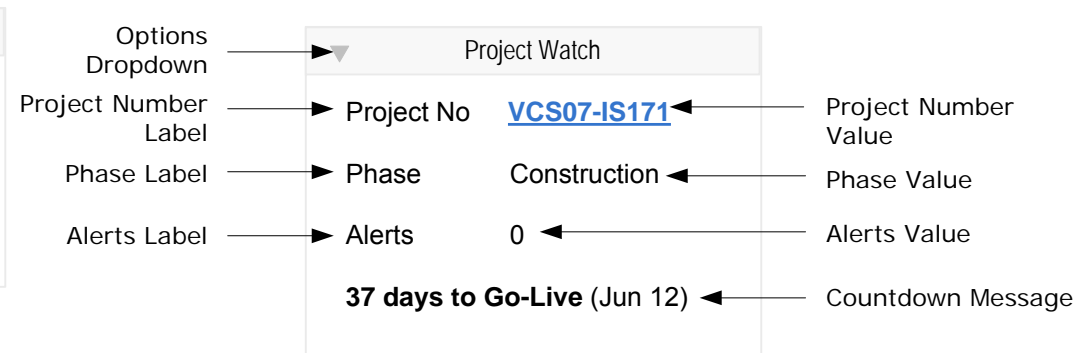 Options
Dropdown
Project Watch
Project Number
Label
Project No
VCS07-IS171
Project Number
Value
Phase Label
Phase
Construction
Phase Value
Alerts Label
Alerts
0
Alerts Value
37 days to Go-Live (Jun 12)
Countdown Message